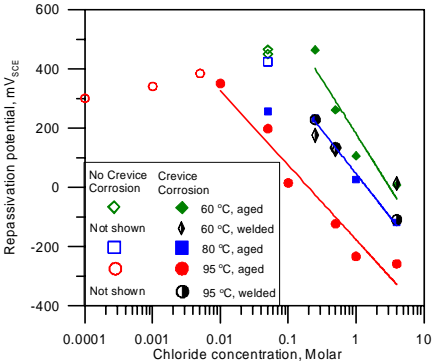 600
400
200
0
-200
-400
Repassivation potential, mV_SCE
No Crevice Corrosion
Crevice Corrosion
60 °C, aged
Not shown
60 °C, welded
80 °C, aged
95 °C, aged
Not shown
95 °C, welded
0.0001
0.001
0.01
0.1
1
10
Chloride concentration, Molar